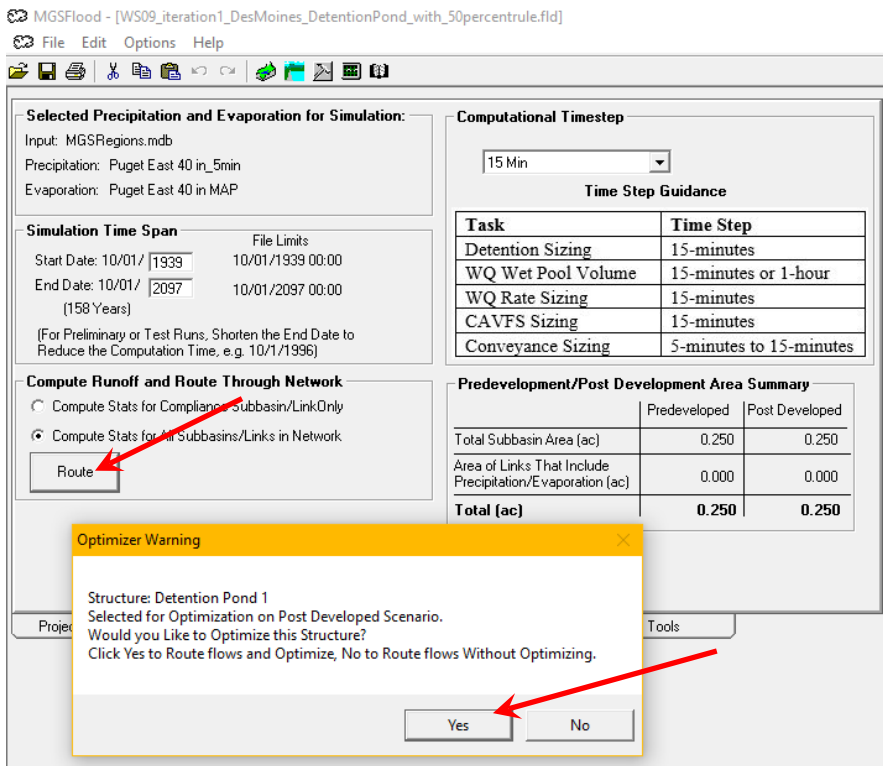 MGSFlood - [WS09_iteration1_DesMoines_DetentionPond_with_50percentrule.fld]
File Edit Options Help
Selected Precipitation and Evaporation for Simulation:
Input: MGSRegions.mdb
Precipitation: Puget East 40 in_5min
Evaporation: Puget East 40 in MAP
Simulation Time Span
File Limits
Start Date: 10/01/ 1939 10/01/1939 00:00
End Date: 10/01/ 2097 10/01/2097 00:00
(158 Years)
(For Preliminary or Test Runs, Shorten the End Date to
Reduce the Computation Time, e.g. 10/1/1996)
Compute Runoff and Route Through Network
Compute Stats for Compliance Subbasin/LinkOnly
Compute Stats for All Subbasins/Links in Network
Route
Computational Timestep
15 Min
Time Step Guidance
Task Time Step
Detention Sizing 15-minutes
WQ Wet Pool Volume 15-minutes or 1-hour
WQ Rate Sizing 15-minutes
CAVFS Sizing 15-minutes
Conveyance Sizing 5-minutes to 15-minutes
Predevelopment/Post Development Area Summary
Predeveloped Post Developed
Total Subbasin Area (ac) 0.250 0.250
Area of Links That Include
Precipitation/Evaporation (ac) 0.000 0.000
Total (ac) 0.250 0.250
Optimizer Warning
Structure: Detention Pond 1
Selected for Optimization on Post Developed Scenario.
Would you Like to Optimize this Structure?
Click Yes to Route flows and Optimize, No to Route flows Without Optimizing.
Yes No
Tools